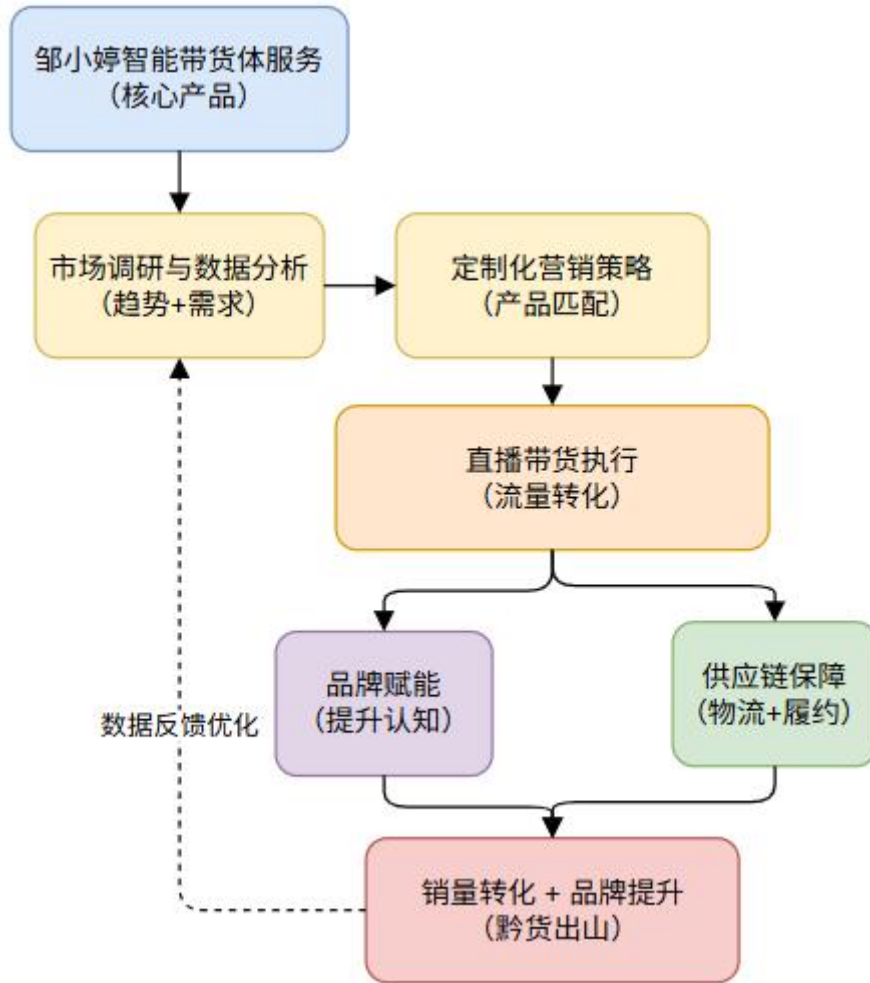 邹小婷智能带货体服务
（核心产品）
市场调研与数据分析
（趋势+需求）
定制化营销策略
（产品匹配）
直播带货执行
（流量转化）
品牌赋能
（提升认知）
供应链保障
（物流+履约）
数据反馈优化
销量转化 + 品牌提升
（黔货出山）